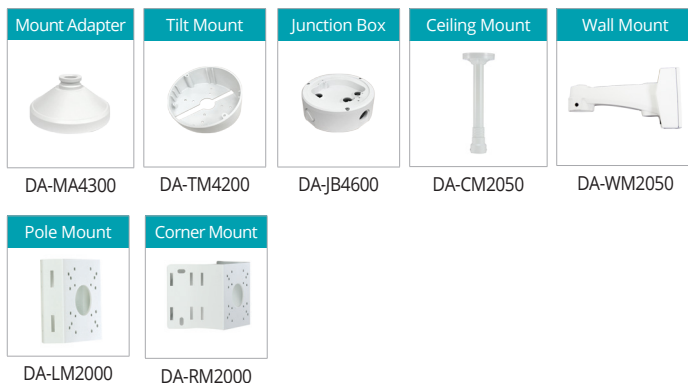 Mount Adapter
Tilt Mount
Junction Box
Ceiling Mount
Wall Mount
DA-MA4300
DA-TM4200
DA-JB4600
DA-CM2050
DA-WM2050
Pole Mount
Corner Mount
DA-LM2000
DA-RM2000